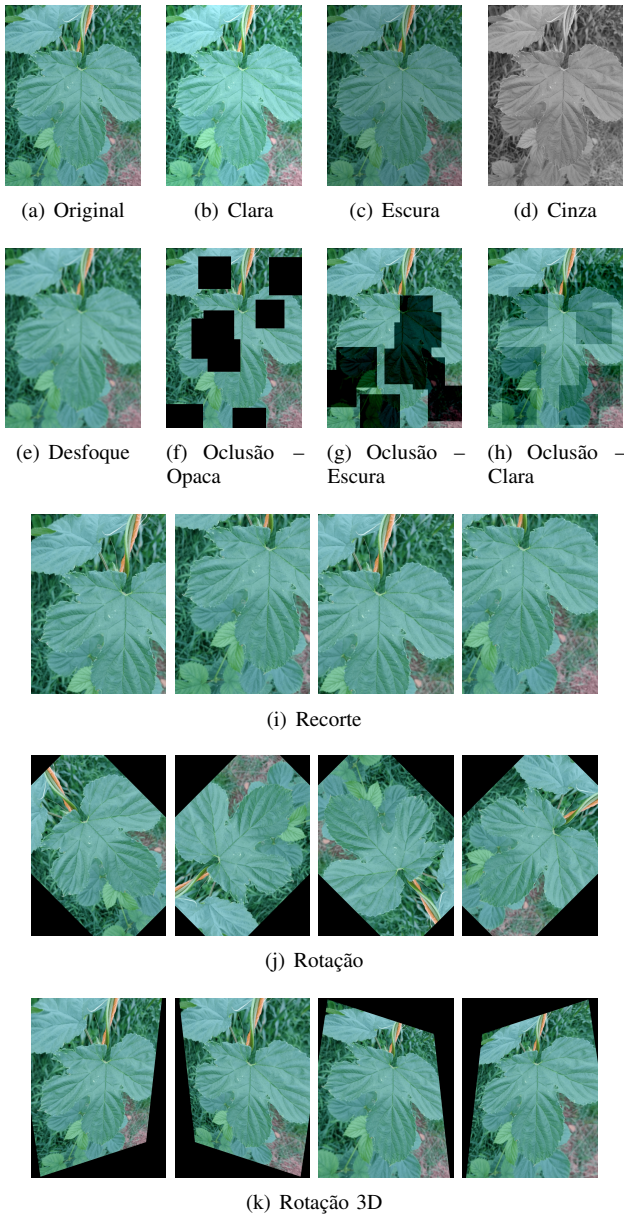 (a) Original
(b) Clara
(c) Escura
(d) Cinza
(e) Desfoque
(f) Oclusão –
Opaca
(g) Oclusão –
Escura
(h) Oclusão –
Clara
(i) Recorte
(j) Rotação
(k) Rotação 3D